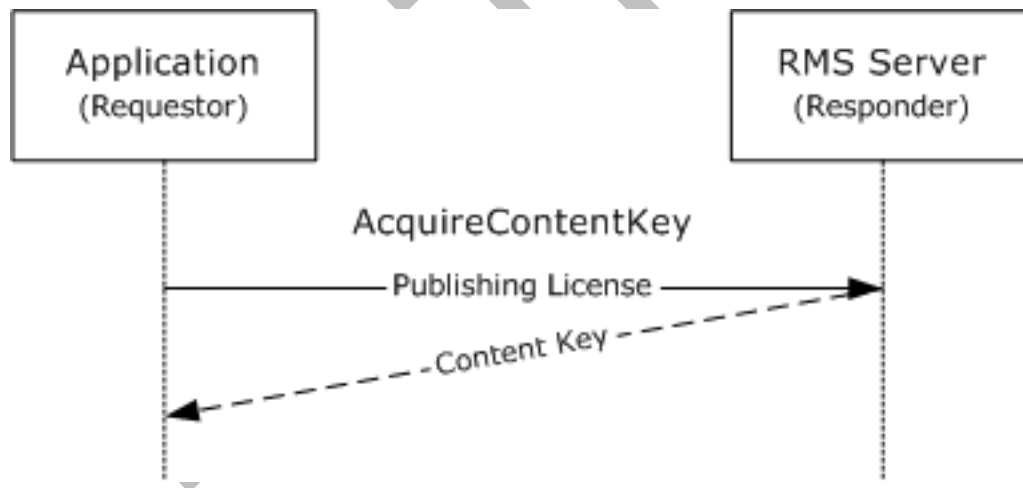 Application
(Requestor)
RMS Server
(Responder)
AcquireContentKey
Publishing License
Content Key